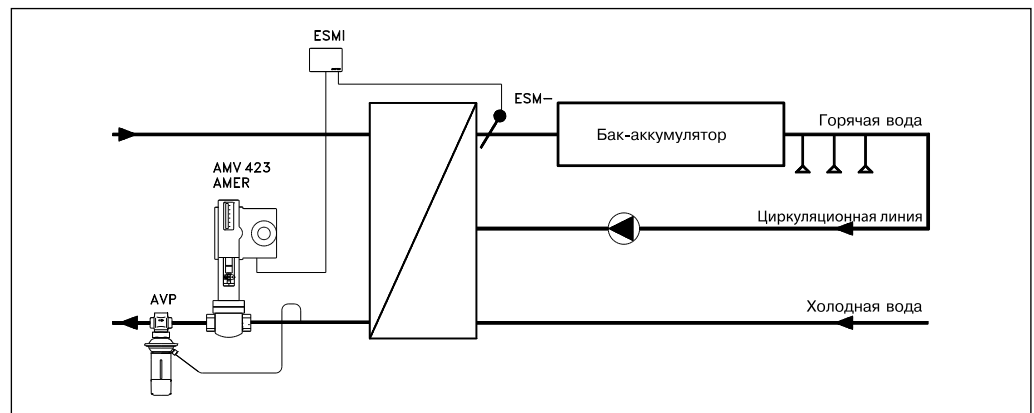 ESMI
ESM-
Бак-аккумулятор
Горячая вода
AMV 423
AMER
Циркуляционная линия
AVP
Холодная вода